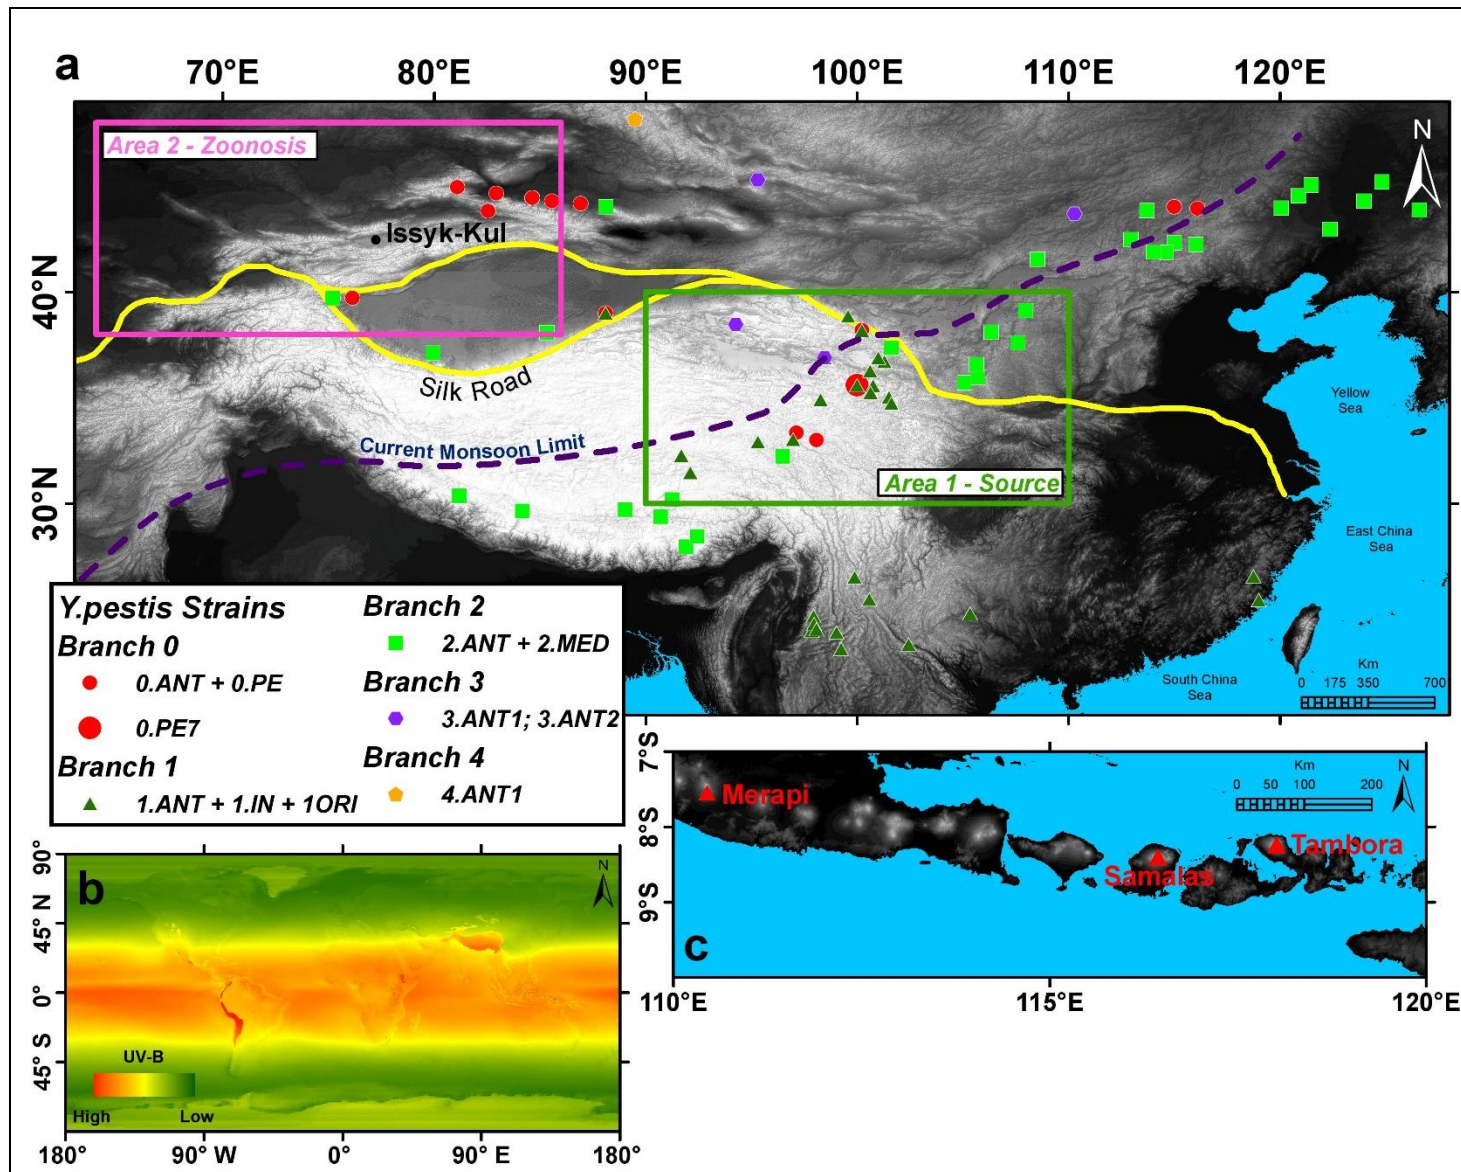 a
70°E 80°E 90°E 100°E 110°E 120°E
N
Area 2 - Zoonosis
Issyk-Kul
40°N
Silk Road
Yellow
Sea
Current Monsoon Limit
Area 1 - Source
30°N
East China
Sea
South China
Sea
Km
0 175 350 700
Y.pestis Strains
Branch 0
0.ANT + 0.PE
0.PE7
Branch 1
1.ANT + 1.IN + 1ORI
Branch 2
2.ANT + 2.MED
Branch 3
3.ANT1; 3.ANT2
Branch 4
4.ANT1
b
N
90°
45° N
0°
45° S
UV-B
High Low
180° 90° W 0° 90° E 180°
c
7°S
8°S
9°S
Km
0 60 100 200
N
Merapi
Samalas
Tambora
110°E 115°E 120°E